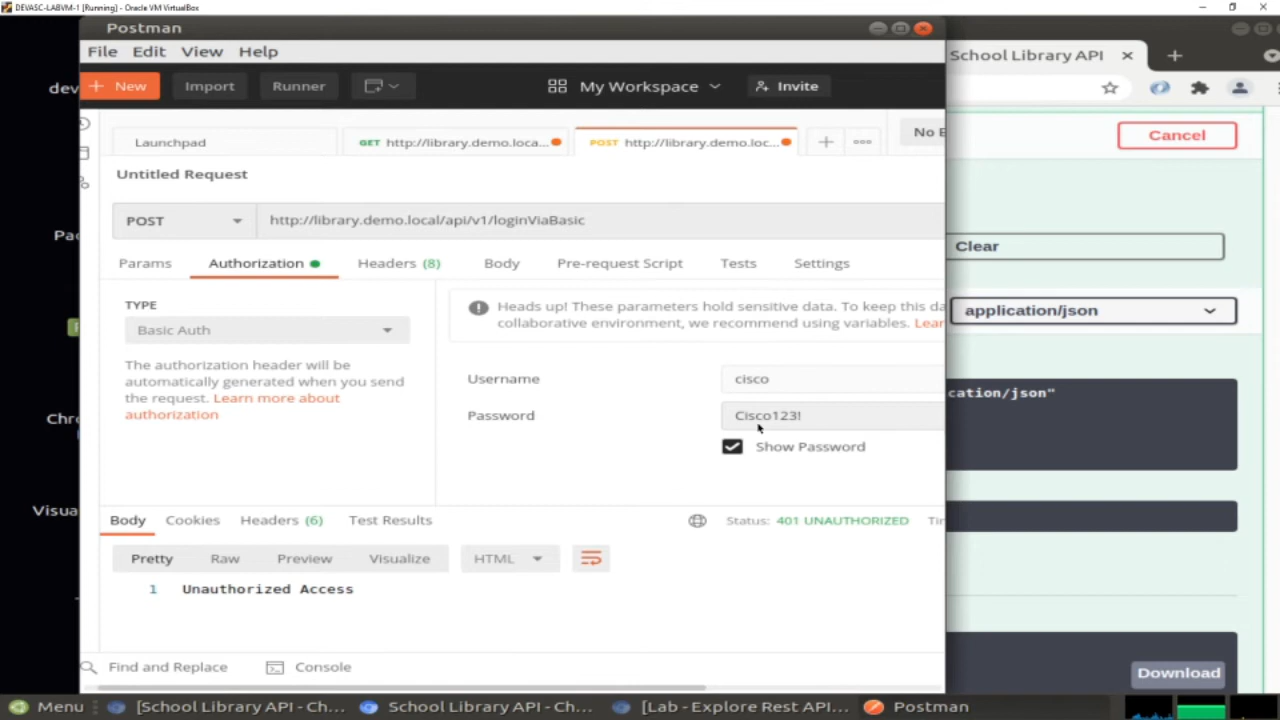 DEVASC-LABVM-1 [Running] - Oracle VM VirtualBox
Postman
File Edit View Help
+ New Import Runner My Workspace Invite
Launchpad GET http://library.demo.loca... POST http://library.demo.loc... + ooo No E
Untitled Request
POST http://library.demo.local/api/v1/loginViaBasic
Params Authorization Headers (8) Body Pre-request Script Tests Settings
TYPE
Basic Auth
The authorization header will be
automatically generated when you send
the request. Learn more about
authorization
Heads up! These parameters hold sensitive data. To keep this da
collaborative environment, we recommend using variables. Lear
Username cisco
Password Cisco123!
Show Password
Body Cookies Headers (6) Test Results Status: 401 UNAUTHORIZED Tir
Pretty Raw Preview Visualize HTML
1 Unauthorized Access
Find and Replace Console
School Library API
Cancel
Clear
application/json
cation/json"
Download
dev
Pac
Chr
Visua
Menu [School Library API - Ch... School Library API - Ch... [Lab - Explore Rest API... Postman